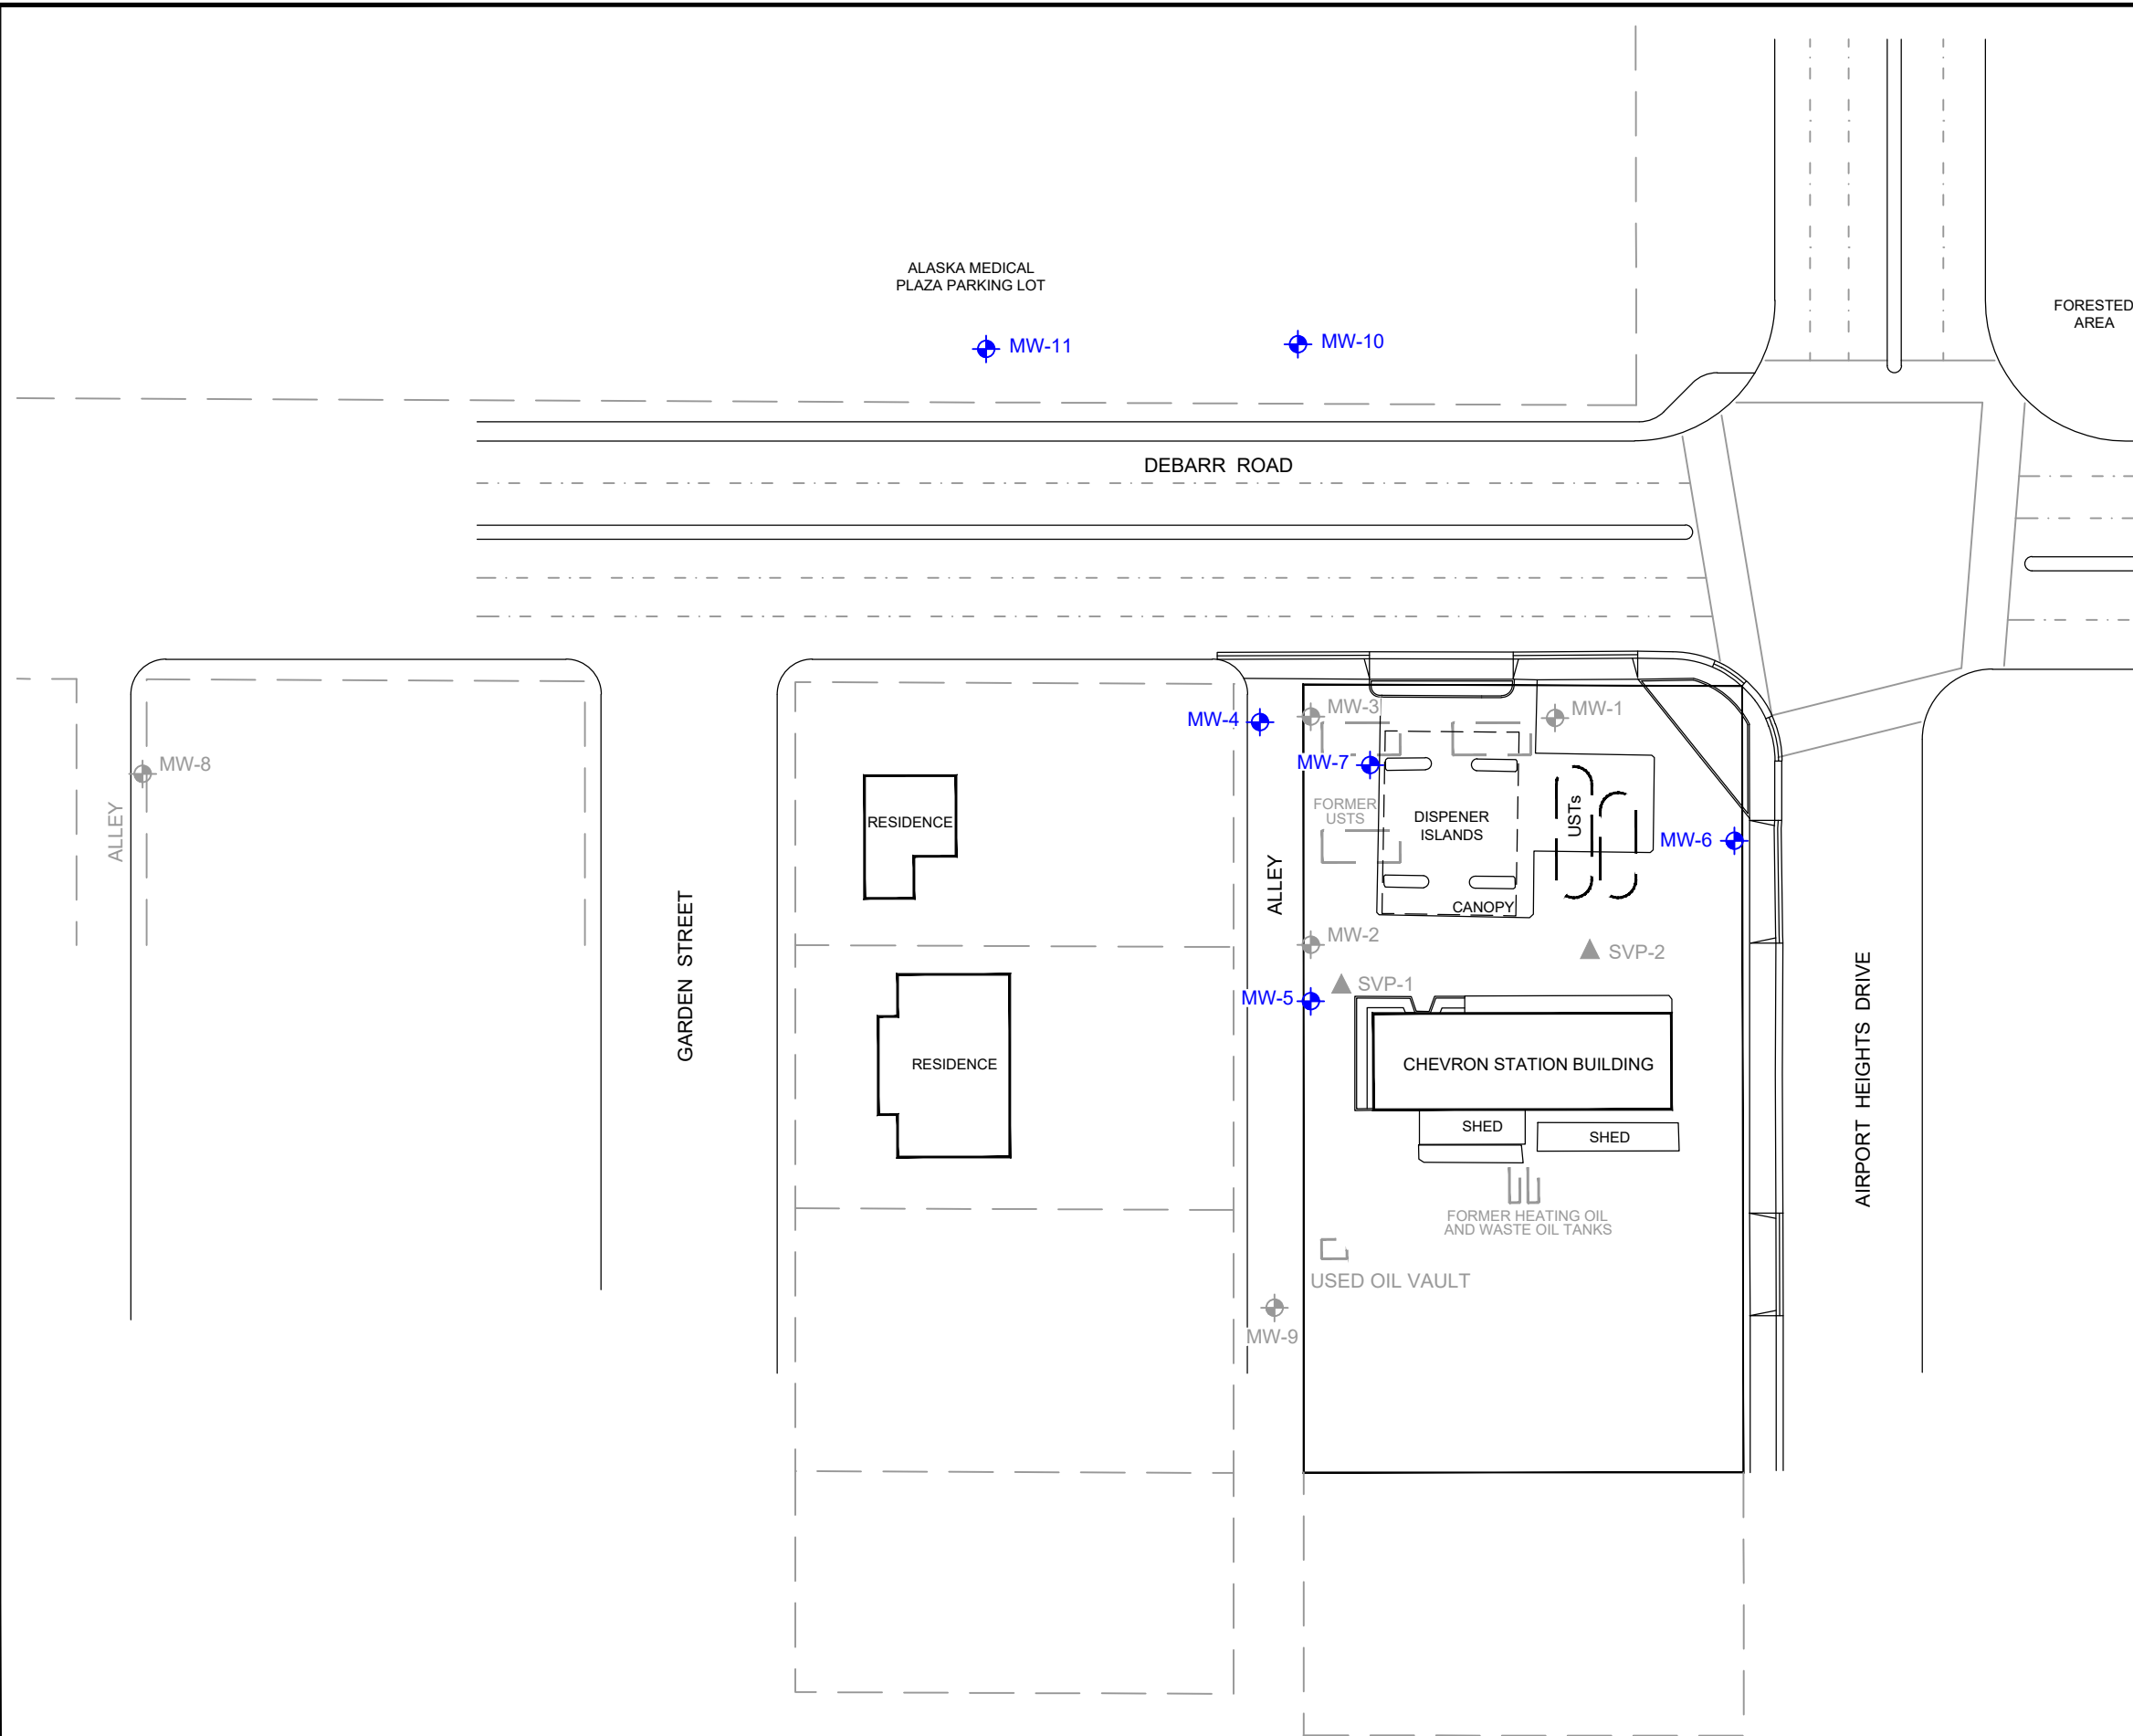 ALASKA MEDICAL
PLAZA PARKING LOT
FORESTED
AREA
MW-11
MW-10
DEBARR ROAD
MW-3
MW-1
MW-4
MW-8
MW-7
FORMER
USTS
DISPENER
ISLANDS
USTs
MW-6
ALLEY
RESIDENCE
ALLEY
CANOPY
MW-2
SVP-2
GARDEN STREET
SVP-1
MW-5
AIRPORT HEIGHTS DRIVE
RESIDENCE
CHEVRON STATION BUILDING
SHED
SHED
FORMER HEATING OIL
AND WASTE OIL TANKS
USED OIL VAULT
MW-9